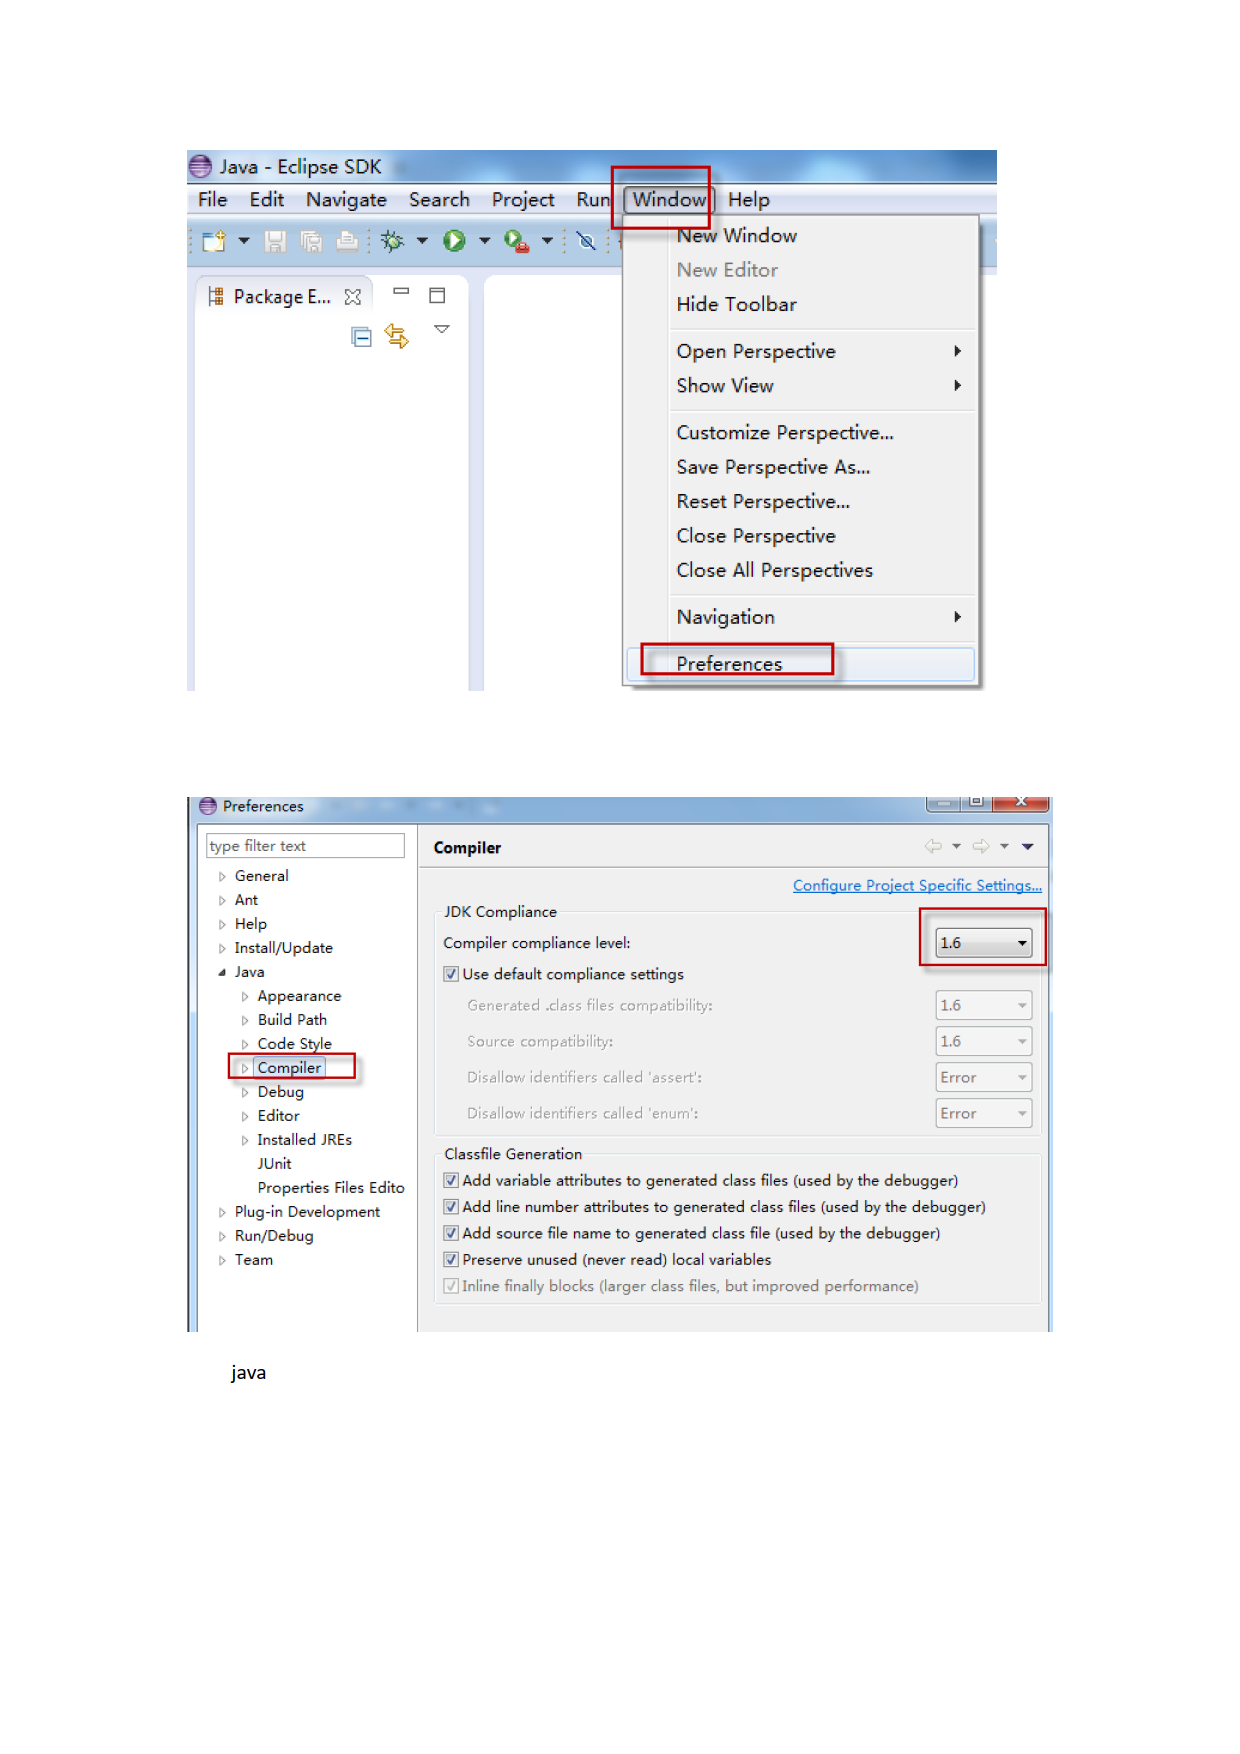 Java - Eclipse SDK
File Edit Navigate Search Project Run Window Help
Package E...
New Window
New Editor
Hide Toolbar
Open Perspective
Show View
Customize Perspective...
Save Perspective As...
Reset Perspective...
Close Perspective
Close All Perspectives
Navigation
Preferences
Preferences
type filter text
General
Ant
Help
Install/Update
Java
Appearance
Build Path
Code Style
Compiler
Debug
Editor
Installed JREs
JUnit
Properties Files Edito
Plug-in Development
Run/Debug
Team
Compiler
Configure Project Specific Settings...
JDK Compliance
Compiler compliance level: 1.6
Use default compliance settings
Generated .class files compatibility: 1.6
Source compatibility: 1.6
Disallow identifiers called 'assert': Error
Disallow identifiers called 'enum': Error
Classfile Generation
Add variable attributes to generated class files (used by the debugger)
Add line number attributes to generated class files (used by the debugger)
Add source file name to generated class file (used by the debugger)
Preserve unused (never read) local variables
Inline finally blocks (larger class files, but improved performance)
java